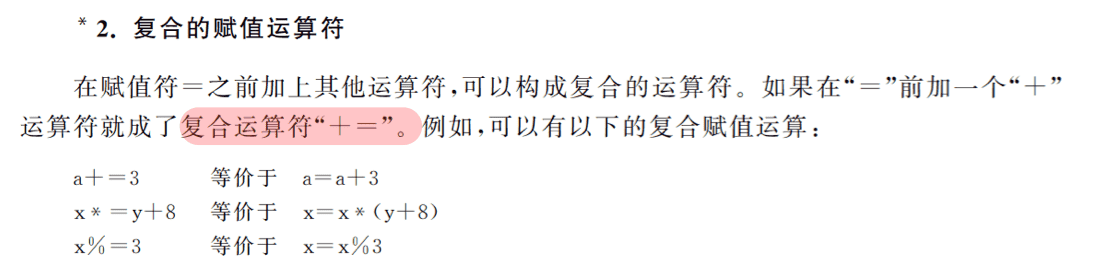 * 2. 复合的赋值运算符
在赋值符=之前加上其他运算符,可以构成复合的运算符。如果在“=”前加一个“+”
运算符就成了复合运算符“+=”。例如,可以有以下的复合赋值运算:
a+=3 等价于 a=a+3
x*=y+8 等价于 x=x*(y+8)
x%=3 等价于 x=x%3